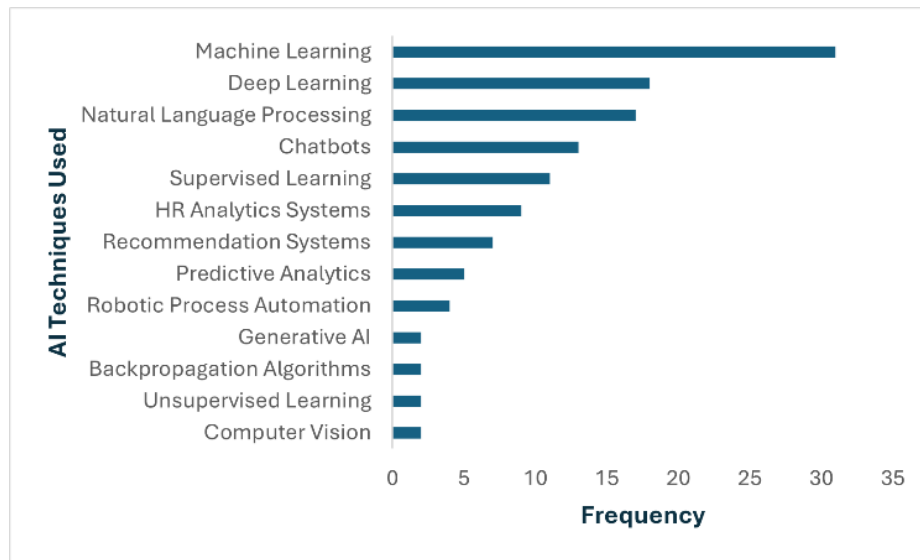 Machine Learning
Deep Learning
Natural Language Processing
Chatbots
Supervised Learning
HR Analytics Systems
Recommendation Systems
Predictive Analytics
Robotic Process Automation
Generative AI
Backpropagation Algorithms
Unsupervised Learning
Computer Vision
AI Techniques Used
0 5 10 15 20 25 30 35
Frequency